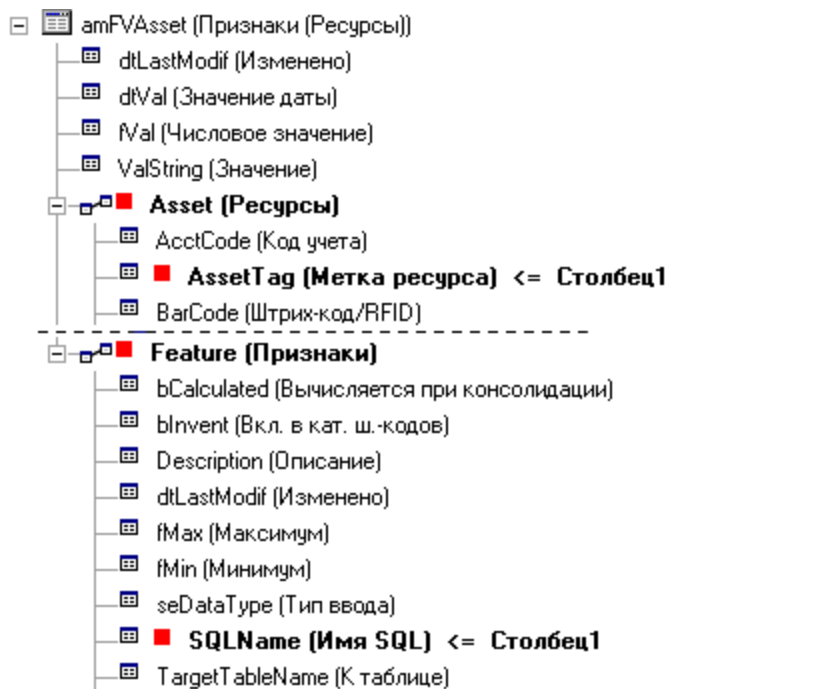 amFVAsset (Признаки (Ресурсы))
dtLastModif (Изменено)
dtVal (Значение даты)
fVal (Числовое значение)
ValString (Значение)
Asset (Ресурсы)
AcctCode (Код учета)
AssetTag (Метка ресурса) <= Столбец1
BarCode (Штрих-код/RFID)
Feature (Признаки)
bCalculated (Вычисляется при консолидации)
bInvent (Вкл. в кат. ш.-кодов)
Description (Описание)
dtLastModif (Изменено)
fMax (Максимум)
fMin (Минимум)
seDataType (Тип ввода)
SQLName (Имя SQL) <= Столбец1
TargetTableName (К таблице)